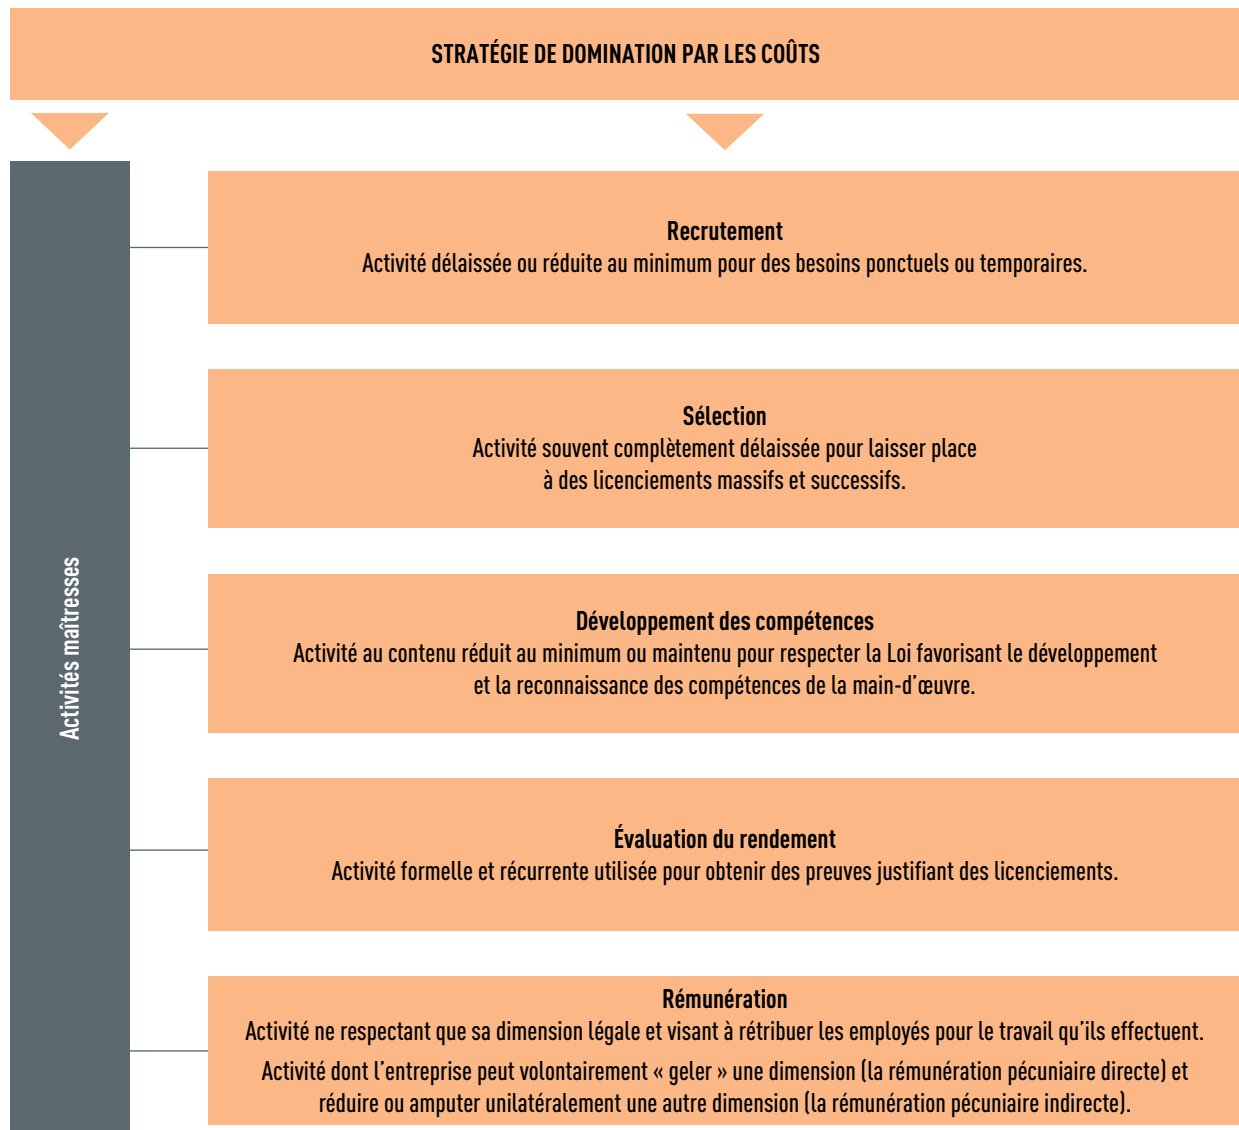 STRATÉGIE DE DOMINATION PAR LES COÛTS
Activités maîtresses
Recrutement
Activité délaissée ou réduite au minimum pour des besoins ponctuels ou temporaires.
Sélection
Activité souvent complètement délaissée pour laisser place
à des licenciements massifs et successifs.
Développement des compétences
Activité au contenu réduit au minimum ou maintenu pour respecter la Loi favorisant le développement
et la reconnaissance des compétences de la main-d’œuvre.
Évaluation du rendement
Activité formelle et récurrente utilisée pour obtenir des preuves justifiant des licenciements.
Rémunération
Activité ne respectant que sa dimension légale et visant à rétribuer les employés pour le travail qu’ils effectuent.
Activité dont l’entreprise peut volontairement « geler » une dimension (la rémunération pécuniaire directe) et
réduire ou amputer unilatéralement une autre dimension (la rémunération pécuniaire indirecte).